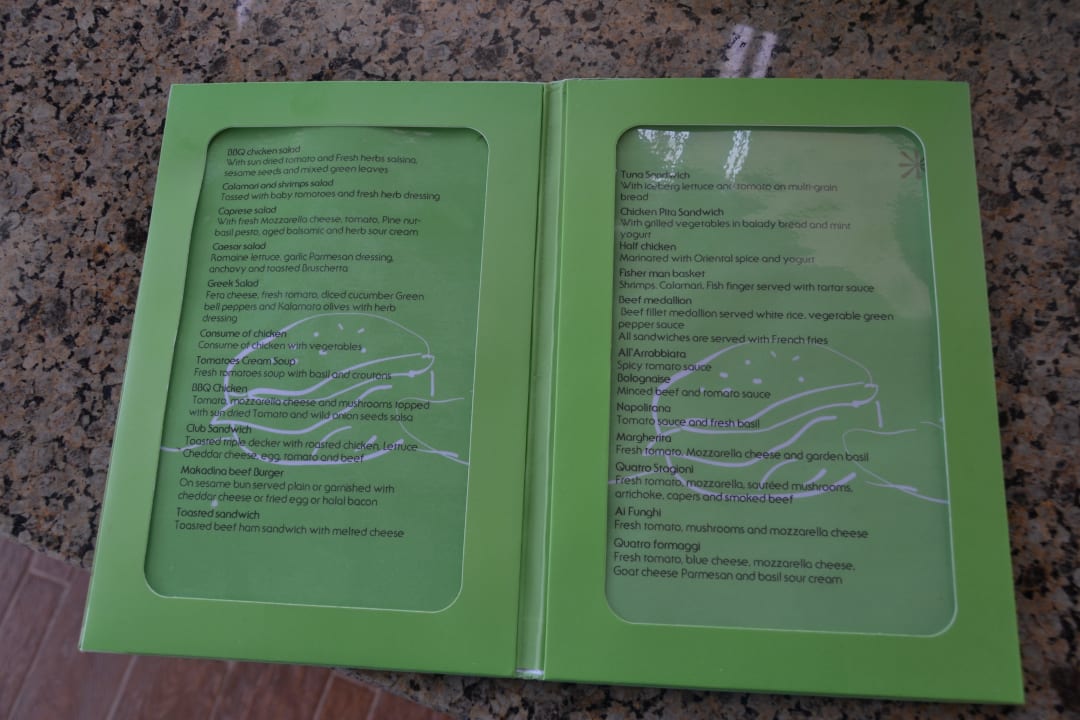 BBQ chicken salad
With sun dried tomato and Fresh herbs salsina,
sesame seeds and mixed green leaves
Calamari and shrimps salad
Tossed with baby tomatoes and fresh herb dressing
Caprese salad
With fresh Mozzarella cheese, tomato, Pine nut-
basil pesto, aged balsamic and herb sour cream
Caesar salad
Romaine lettuce, garlic Parmesan dressing,
anchovy and toasted Bruschetta
Greek Salad
Feta cheese, fresh tomato, diced cucumber Green
bell peppers and Kalamata olives with herb
dressing
Consume of chicken
Consume of chicken with vegetables
Tomatoes Cream Soup
Fresh tomatoes soup with basil and croutons
BBQ Chicken
Tomato, mozzarella cheese and mushrooms topped
with sun dried Tomato and wild onion seeds salsa
Club Sandwich
Toasted triple decker with roasted chicken, Lettuce
Cheddar cheese, egg, tomato and beef
Makadina beef Burger
On sesame bun served plain or garnished with
cheddar cheese or fried egg or halal bacon
Toasted sandwich
Toasted beef ham sandwich with melted cheese
Tuna Sandwich
With iceberg lettuce and tomato on multi-grain
bread
Chicken Pita Sandwich
With grilled vegetables in balady bread and mint
yogurt
Half chicken
Marinated with Oriental spice and yogurt
Fisher man basket
Shrimps, Calamari, Fish finger served with tartar sauce
Beef medallion
Beef fillet medallion served white rice, vegetable green
pepper sauce
All sandwiches are served with French fries
All'Arrabbiata
Spicy tomato sauce
Bolognaise
Minced beef and tomato sauce
Napolitana
Tomato sauce and fresh basil
Margherita
Fresh tomato, Mozzarella cheese and garden basil
Quatro Stagioni
Fresh tomato, mozzarella, sautéed mushrooms,
artichoke, capers and smoked beef
Ai Funghi
Fresh tomato, mushrooms and mozzarella cheese
Quatro formaggi
Fresh tomato, blue cheese, mozzarella cheese,
Goat cheese Parmesan and basil sour cream